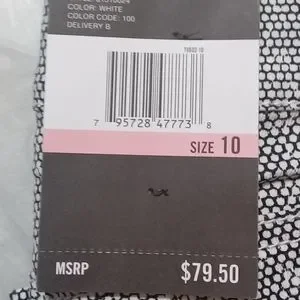 COLOR: WHITE
COLOR CODE: 100
DELIVERY B
7 95728 47773 8
SIZE 10
MSRP $79.50